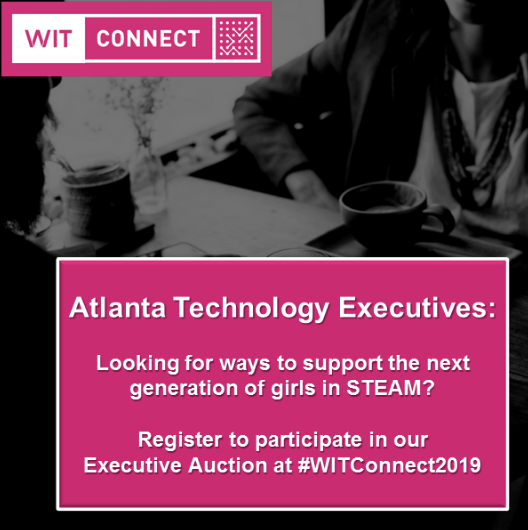 WIT CONNECT
Atlanta Technology Executives:
Looking for ways to support the next
generation of girls in STEAM?
Register to participate in our
Executive Auction at #WITConnect2019